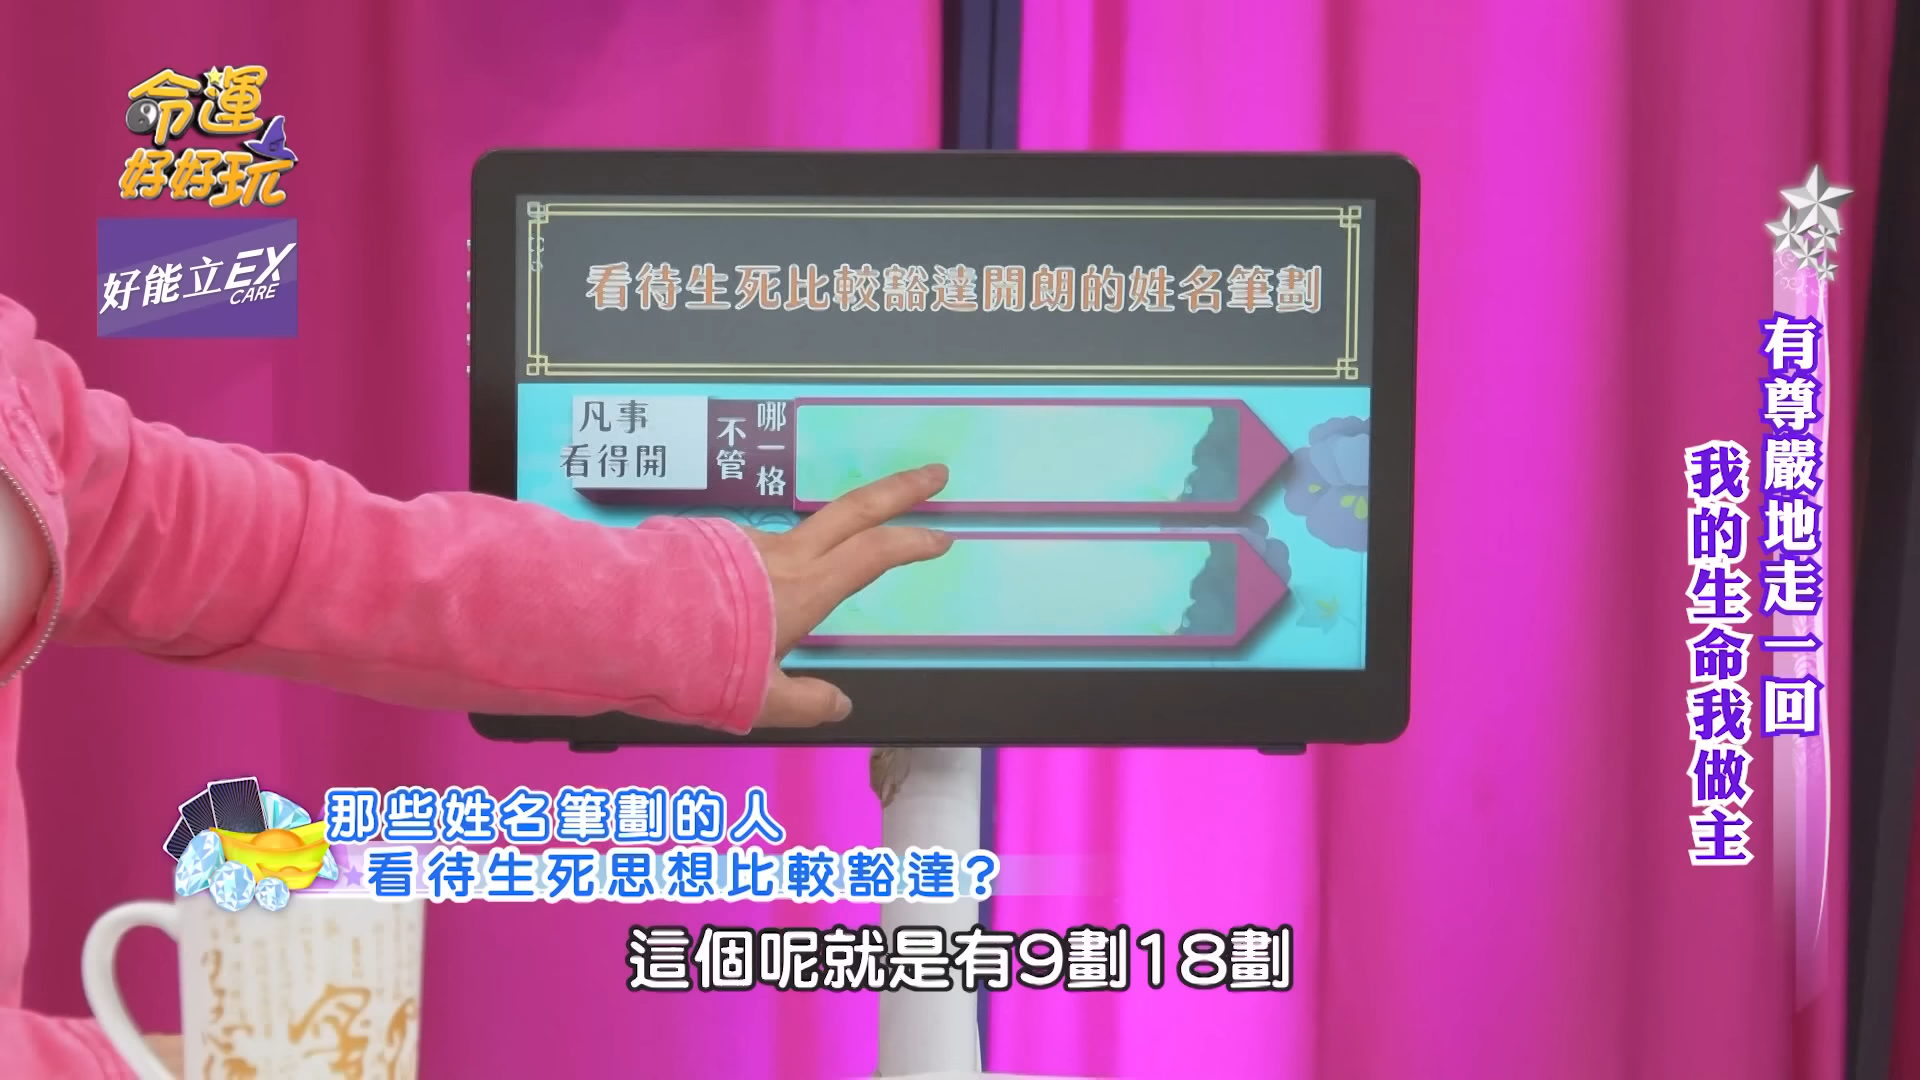 命運
好好玩
好能立EX
CARE
看待生死比較豁達開朗的姓名筆劃
凡事
看得開
哪一格
不管
有尊嚴地走一回
我的生命我做主
那些姓名筆劃的人
看待生死思想比較豁達?
這個呢就是有9劃18劃